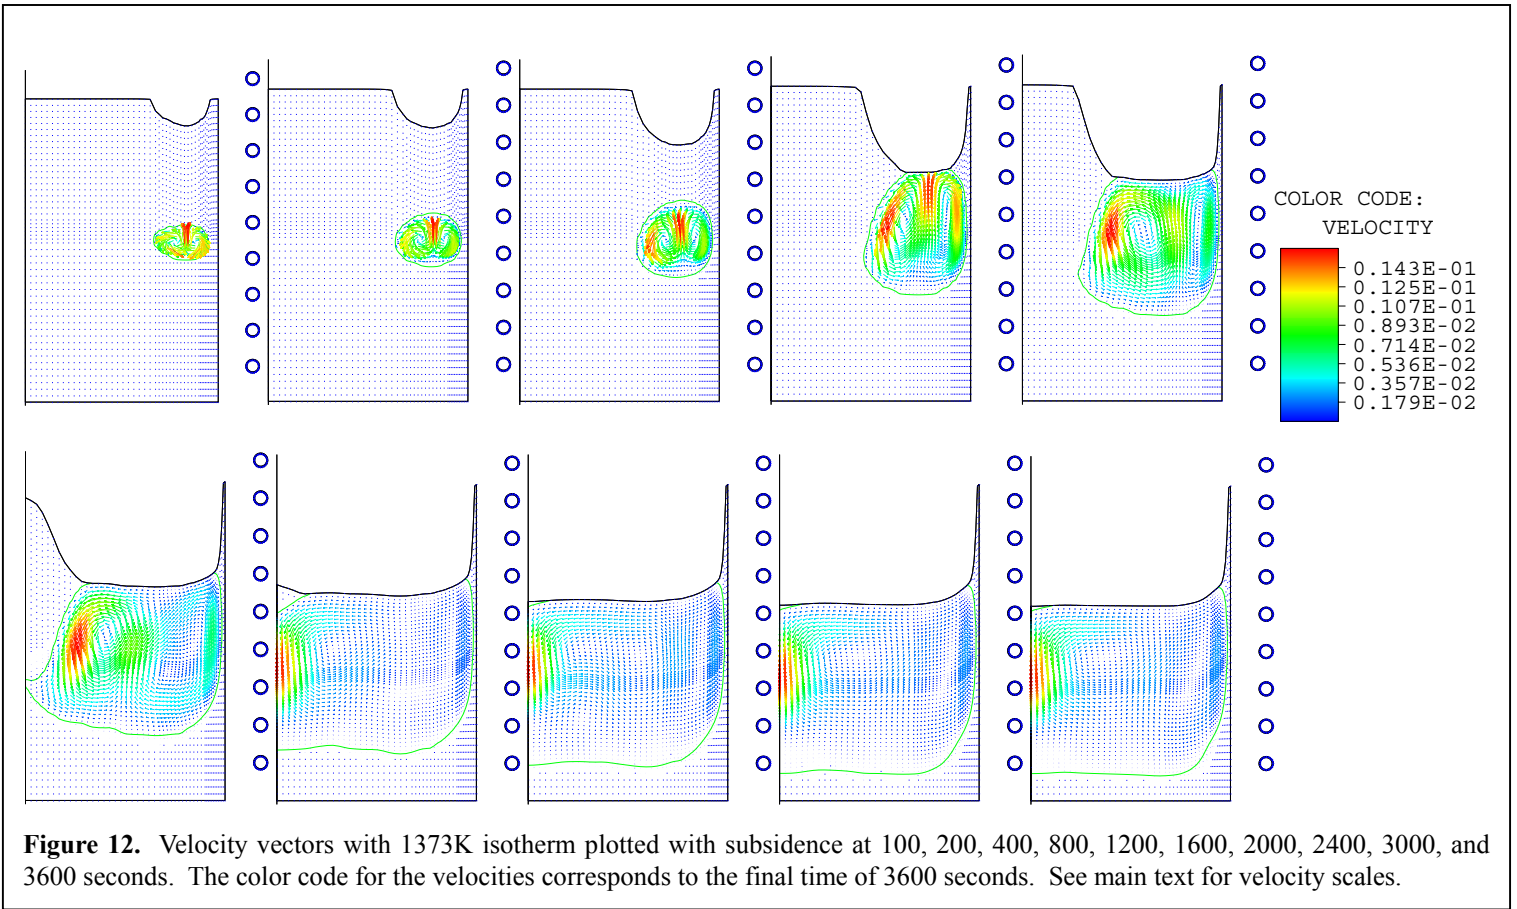 COLOR CODE:
VELOCITY
0.143E-01
0.125E-01
0.107E-01
0.893E-02
0.714E-02
0.536E-02
0.357E-02
0.179E-02
Figure 12. Velocity vectors with 1373K isotherm plotted with subsidence at 100, 200, 400, 800, 1200, 1600, 2000, 2400, 3000, and
3600 seconds. The color code for the velocities corresponds to the final time of 3600 seconds. See main text for velocity scales.